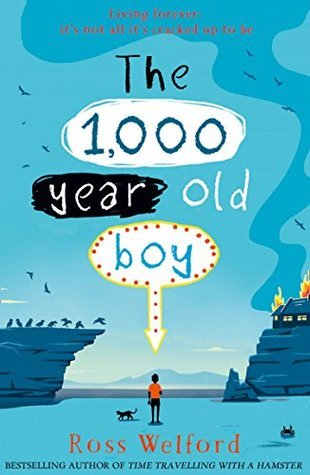 Living forever
it's not all it's cracked up to be
The
1,000
year old
boy
Ross Welford
BESTSELLING AUTHOR OF TIME TRAVELLING WITH A HAMSTER